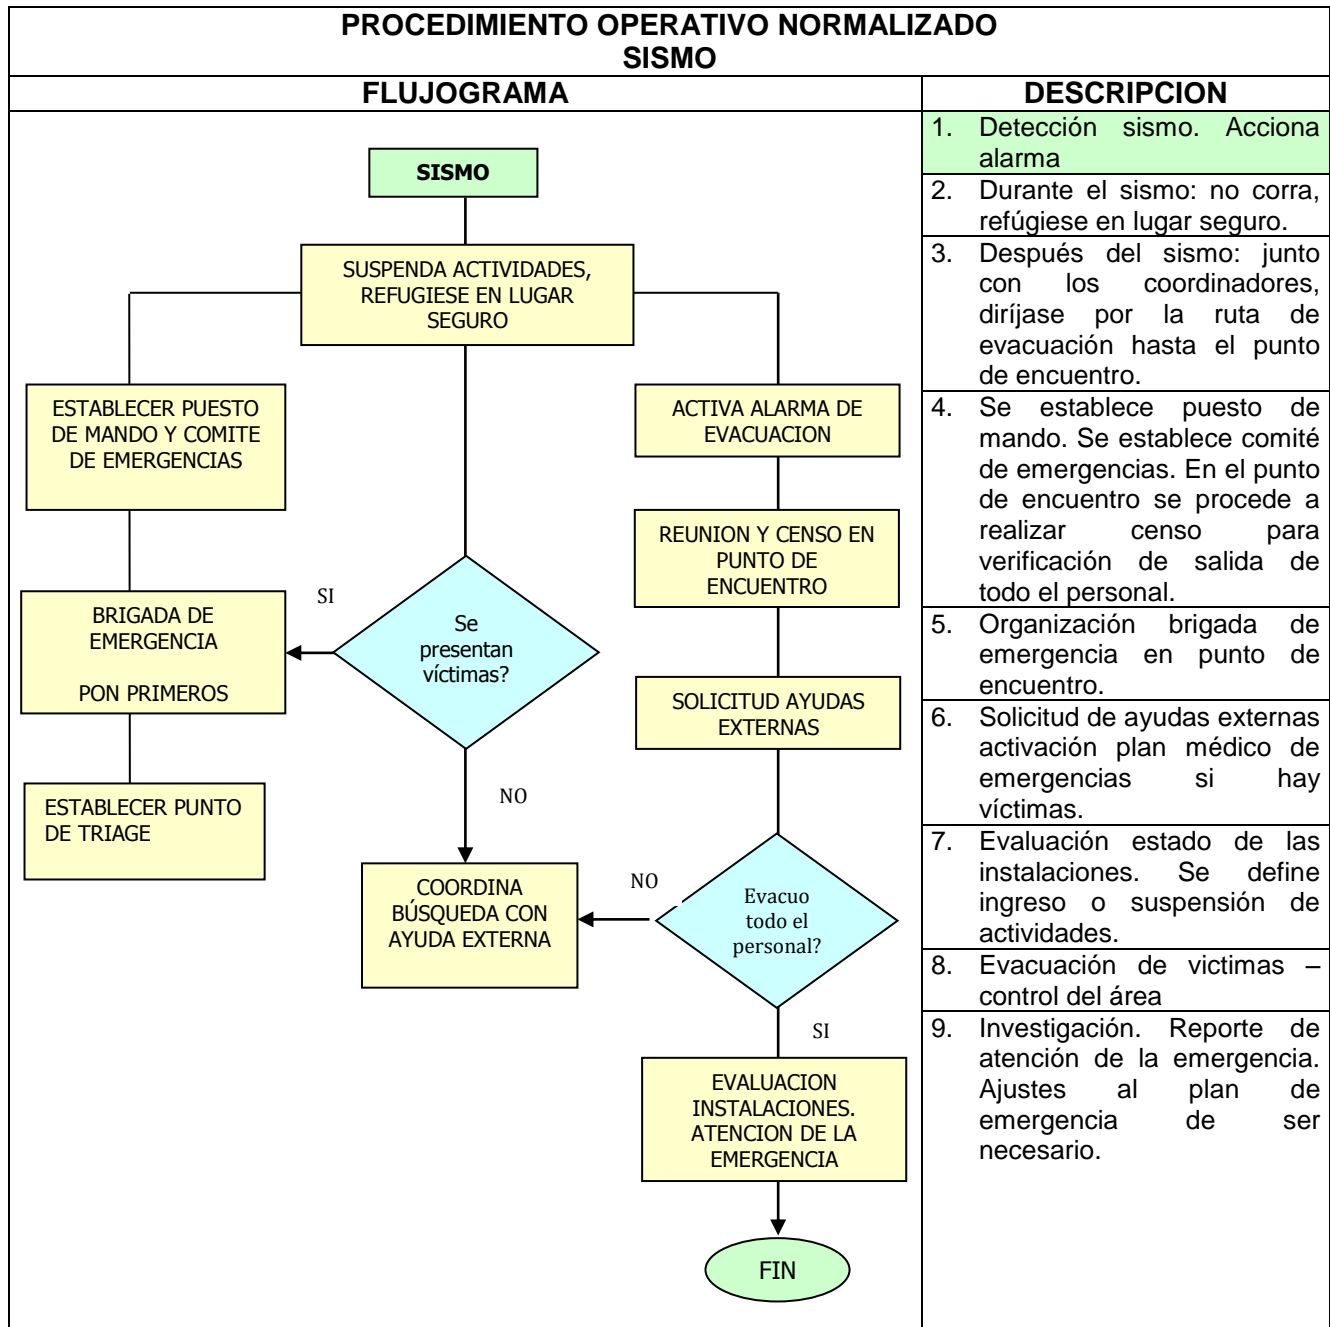 PROCEDIMIENTO OPERATIVO NORMALIZADO
SISMO
FLUJOGRAMA
DESCRIPCION
SISMO
SUSPENDA ACTIVIDADES,
REFUGIESE EN LUGAR
SEGURO
ESTABLECER PUESTO
DE MANDO Y COMITE
DE EMERGENCIAS
ACTIVA ALARMA DE
EVACUACION
REUNION Y CENSO EN
PUNTO DE
ENCUENTRO
SI
Se
presentan
víctimas?
BRIGADA DE
EMERGENCIA
PON PRIMEROS
SOLICITUD AYUDAS
EXTERNAS
NO
ESTABLECER PUNTO
DE TRIAGE
COORDINA
BÚSQUEDA CON
AYUDA EXTERNA
NO
Evacuo
todo el
personal?
SI
EVALUACION
INSTALACIONES.
ATENCION DE LA
EMERGENCIA
FIN
1. Detección sismo. Acciona
alarma
2. Durante el sismo: no corra,
refúgiese en lugar seguro.
3. Después del sismo: junto
con los coordinadores,
diríjase por la ruta de
evacuación hasta el punto
de encuentro.
4. Se establece puesto de
mando. Se establece comité
de emergencias. En el punto
de encuentro se procede a
realizar censo para
verificación de salida de
todo el personal.
5. Organización brigada de
emergencia en punto de
encuentro.
6. Solicitud de ayudas externas
activación plan médico de
emergencias si hay
víctimas.
7. Evaluación estado de las
instalaciones. Se define
ingreso o suspensión de
actividades.
8. Evacuación de victimas –
control del área
9. Investigación. Reporte de
atención de la emergencia.
Ajustes al plan de
emergencia de ser
necesario.